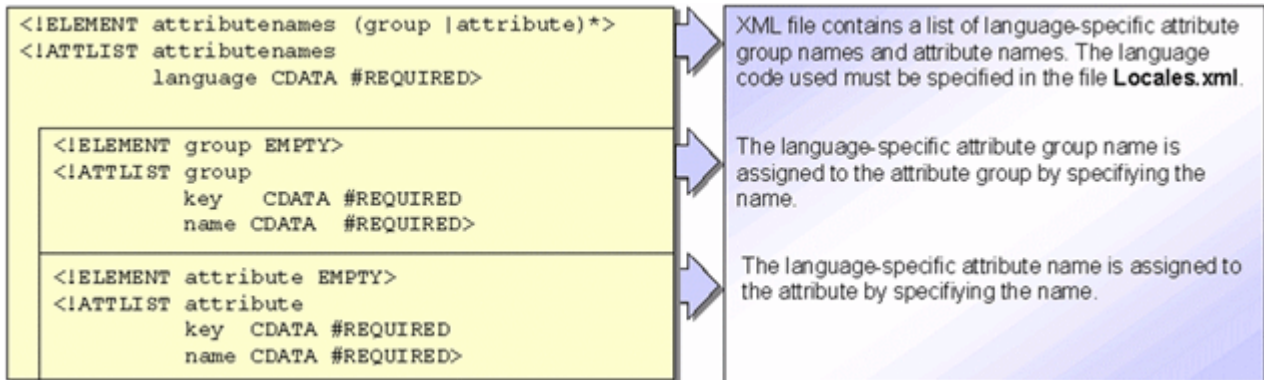 <!ELEMENT attributenames (group |attribute)*>
<!ATTLIST attributenames
language CDATA #REQUIRED>
<!ELEMENT group EMPTY>
<!ATTLIST group
key CDATA #REQUIRED
name CDATA #REQUIRED>
<!ELEMENT attribute EMPTY>
<!ATTLIST attribute
key CDATA #REQUIRED
name CDATA #REQUIRED>
XML file contains a list of language-specific attribute
group names and attribute names. The language
code used must be specified in the file Locales.xml.
The language-specific attribute group name is
assigned to the attribute group by specifiying the
name.
The language-specific attribute name is assigned to
the attribute by specifiying the name.